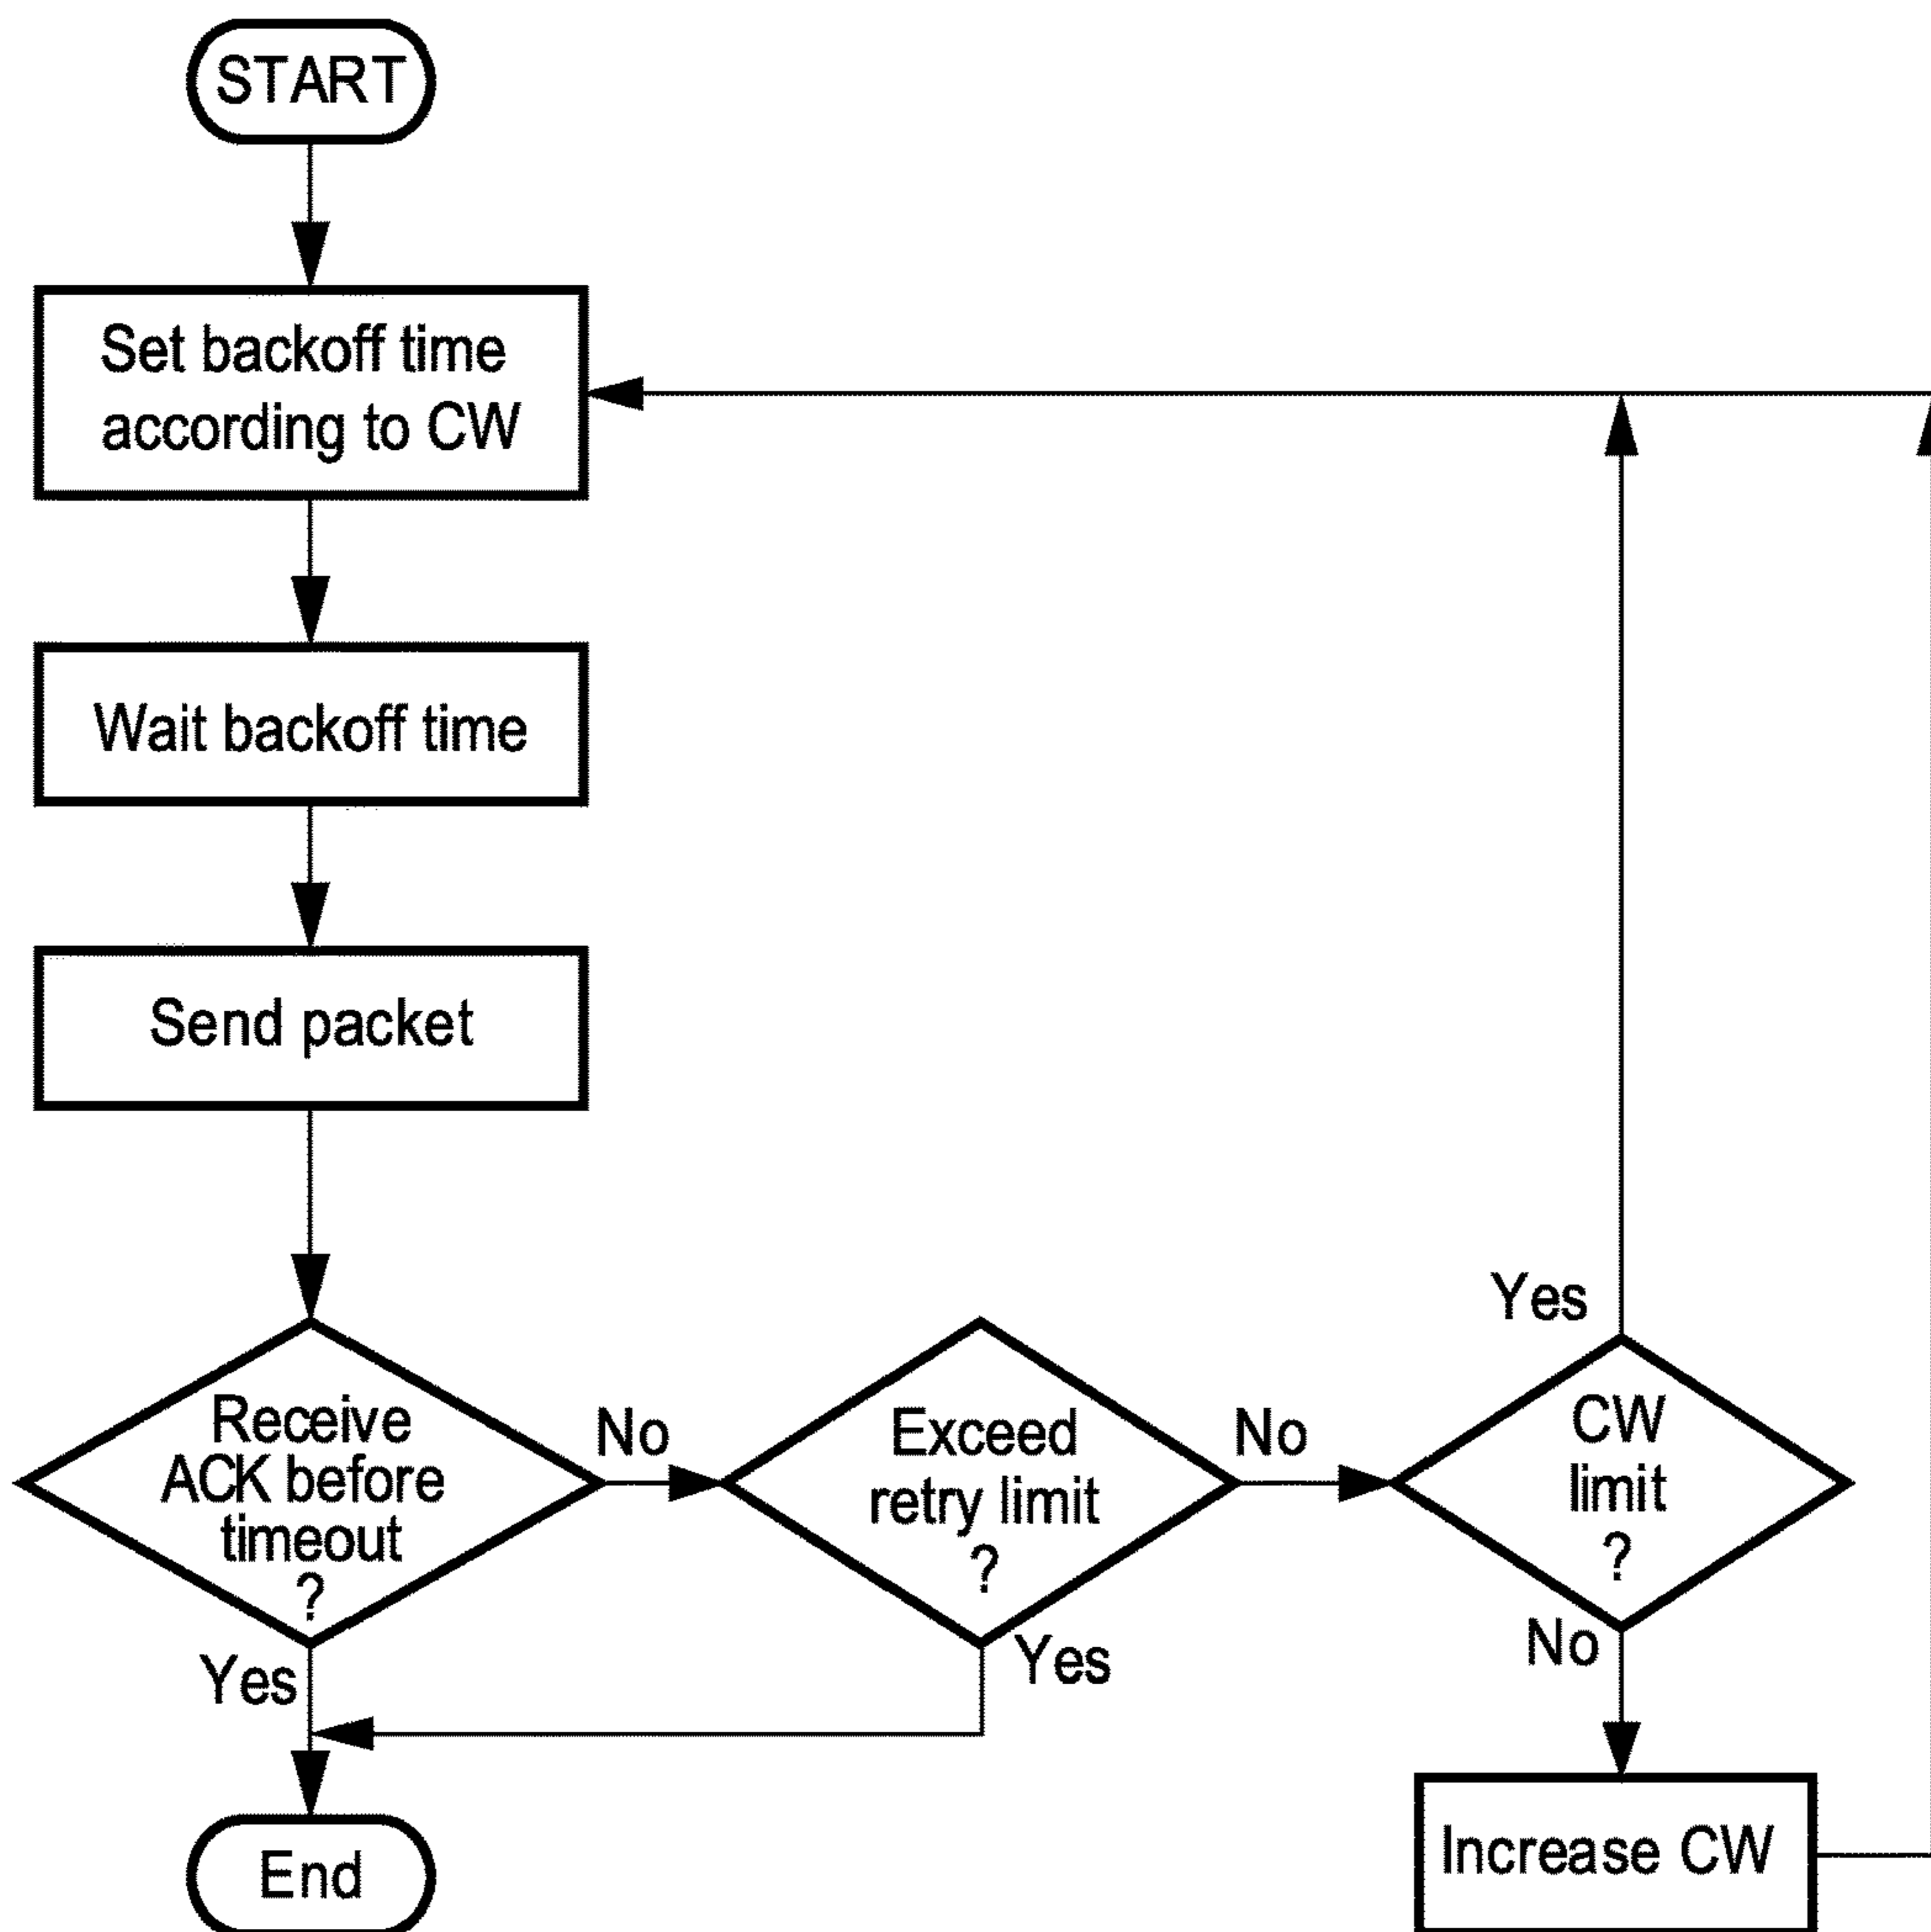 START
Set backoff time
according to CW
Wait backoff time
Send packet
Receive
ACK before
timeout
?
No
Yes
Exceed
retry limit
?
No
Yes
CW
limit
?
Yes
No
Increase CW
End